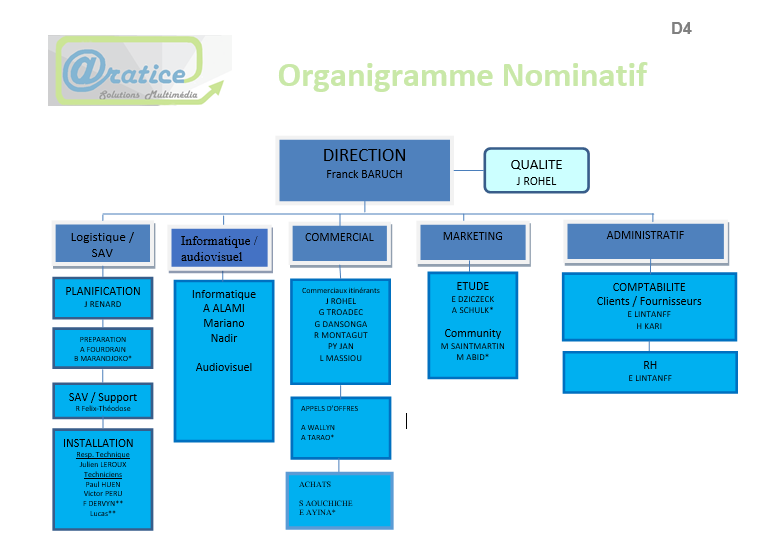 D4
@ratice
Solutions Multimédia
Organigramme Nominatif
DIRECTION
Franck BARUCH
QUALITE
J ROHEL
Logistique /
SAV
PLANIFICATION
J RENARD
PREPARATION
A FOURDRAIN
B MARANDJOKO*
SAV / Support
R Felix-Théodose
INSTALLATION
Resp. Technique
Julien LEROUX
Techniciens
Paul HUEN
Victor PERU
F DERVYN**
Lucas**
Informatique /
audiovisuel
Informatique
A ALAMI
Mariano
Nadir
Audiovisuel
COMMERCIAL
Commerciaux itinérants
J ROHEL
G TROADEC
G DANSONGA
R MONTAGUT
PY JAN
L MASSIOU
APPELS D'OFFRES
A WALLYN
A TARAO*
ACHATS
S AOUCHICHE
E AYINA*
MARKETING
ETUDE
E DZICZECK
A SCHULK*
Community
M SAINTMARTIN
M ABID*
ADMINISTRATIF
COMPTABILITE
Clients / Fournisseurs
E LINTANFF
H KARI
RH
E LINTANFF